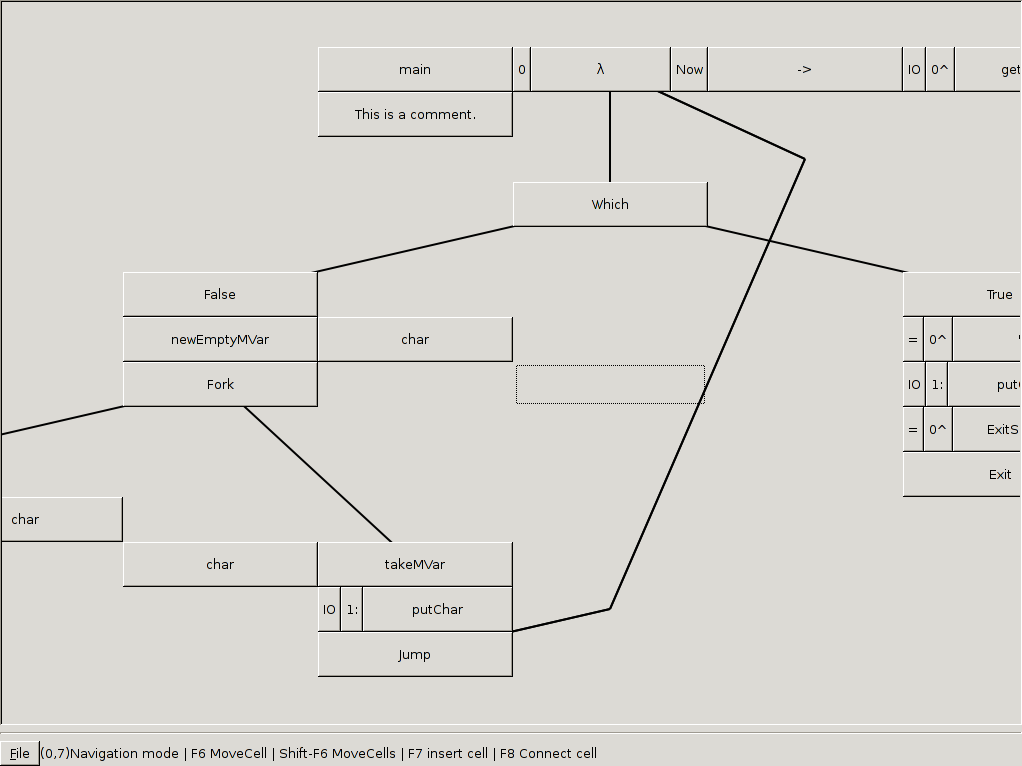 main 0 λ Now -> IO 0^ get
This is a comment.
Which
False True
newEmptyMVar char = 0^ '
Fork IO 1: put
= 0^ ExitS
Exit
char
char takeMVar
IO 1: putChar
Jump
File (0,7)Navigation mode | F6 MoveCell | Shift-F6 MoveCells | F7 insert cell | F8 Connect cell